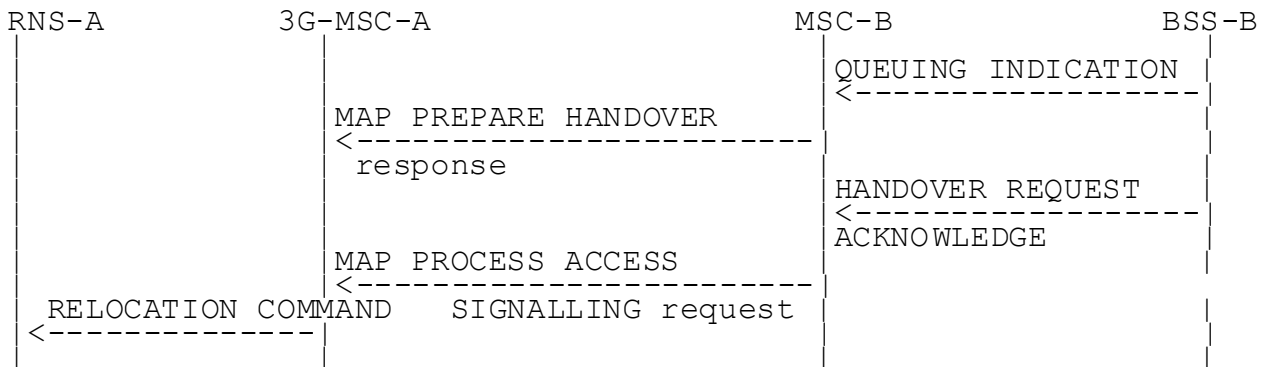 RNS-A 3G-MSC-A MSC-B BSS-B
QUEUING INDICATION
MAP PREPARE HANDOVER
response
HANDOVER REQUEST
ACKNOWLEDGE
MAP PROCESS ACCESS
RELOCATION COMMAND SIGNALLING request